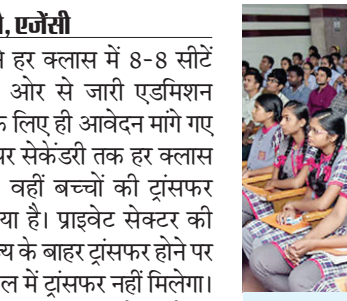 एजेंसी
हर क्लास में 8-8 सीटें
ओर से जारी एडमिशन
लिए ही आवेदन मांगे गए
सेकेंडरी तक हर क्लास
वहीं बच्चों की ट्रांसफर
है। प्राइवेट सेक्टर की
के बाहर ट्रांसफर होने पर
में ट्रांसफर नहीं मिलेगा।